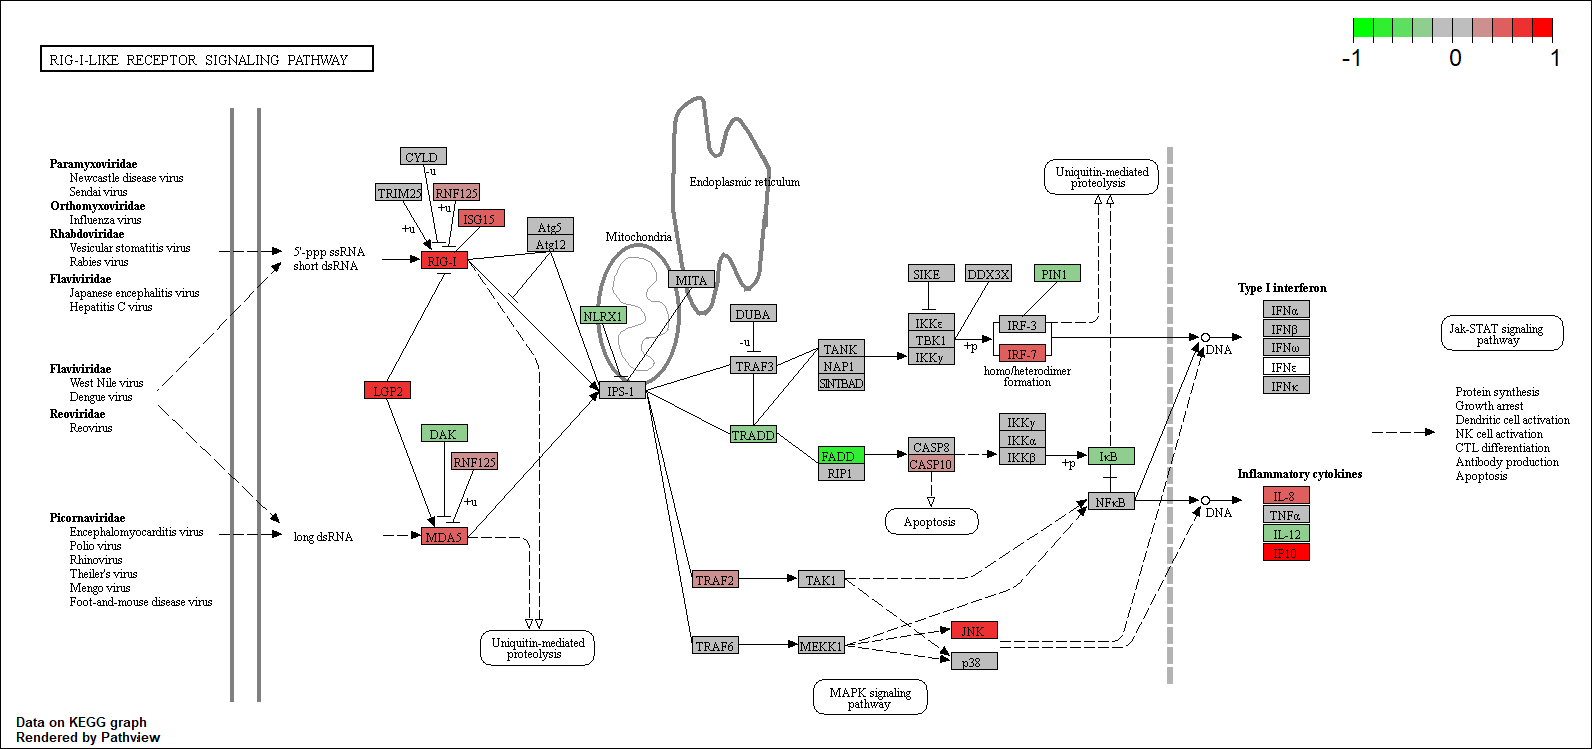 -1
0
1
RIG-I-LIKE RECEPTOR SIGNALING PATHWAY
Paramyxoviridae
Newcastle disease virus
Sendai virus
Orthomyxoviridae
Influenza virus
Rhabdoviridae
Vesicular stomatitis virus
Rabies virus
Flaviviridae
Japanese encephalitis virus
Hepatitis C virus
Flaviviridae
West Nile virus
Dengue virus
Reoviridae
Reovirus
Picornaviridae
Encephalomyocarditis virus
Polio virus
Rhinovirus
Theiler's virus
Mengo virus
Foot-and-mouse disease virus
5'-ppp ssRNA
short dsRNA
long dsRNA
CYLD
-u
TRIM25
RNF125
+u
+u
ISG15
RIG-I
Atg5
Atg12
LGP2
DAK
RNF125
+u
MDA5
Uniquitin-mediated
proteolysis
Mitochondria
Endoplasmic reticulum
MITA
NLRX1
IPS-1
DUBA
-u
TRAF3
TRADD
TANK
NAP1
SINTBAD
FADD
RIP1
TRAF2
TAK1
TRAF6
MEKK1
JNK
p38
MAPK signaling
pathway
SIKE
DDX3X
PIN1
IKKε
TBK1
IKKγ
+p
IRF-3
IRF-7
homo/heterodimer
formation
Uniquitin-mediated
proteolysis
CASP8
CASP10
Apoptosis
IKKγ
IKKα
IKKβ
+p
IκB
NFκB
DNA
DNA
Type I interferon
IFNα
IFNβ
IFNω
IFNε
IFNκ
Inflammatory cytokines
IL-8
TNFα
IL-12
IP10
Jak-STAT signaling
pathway
Protein synthesis
Growth arrest
Dendritic cell activation
NK cell activation
CTL differentiation
Antibody production
Apoptosis
Data on KEGG graph
Rendered by Pathview